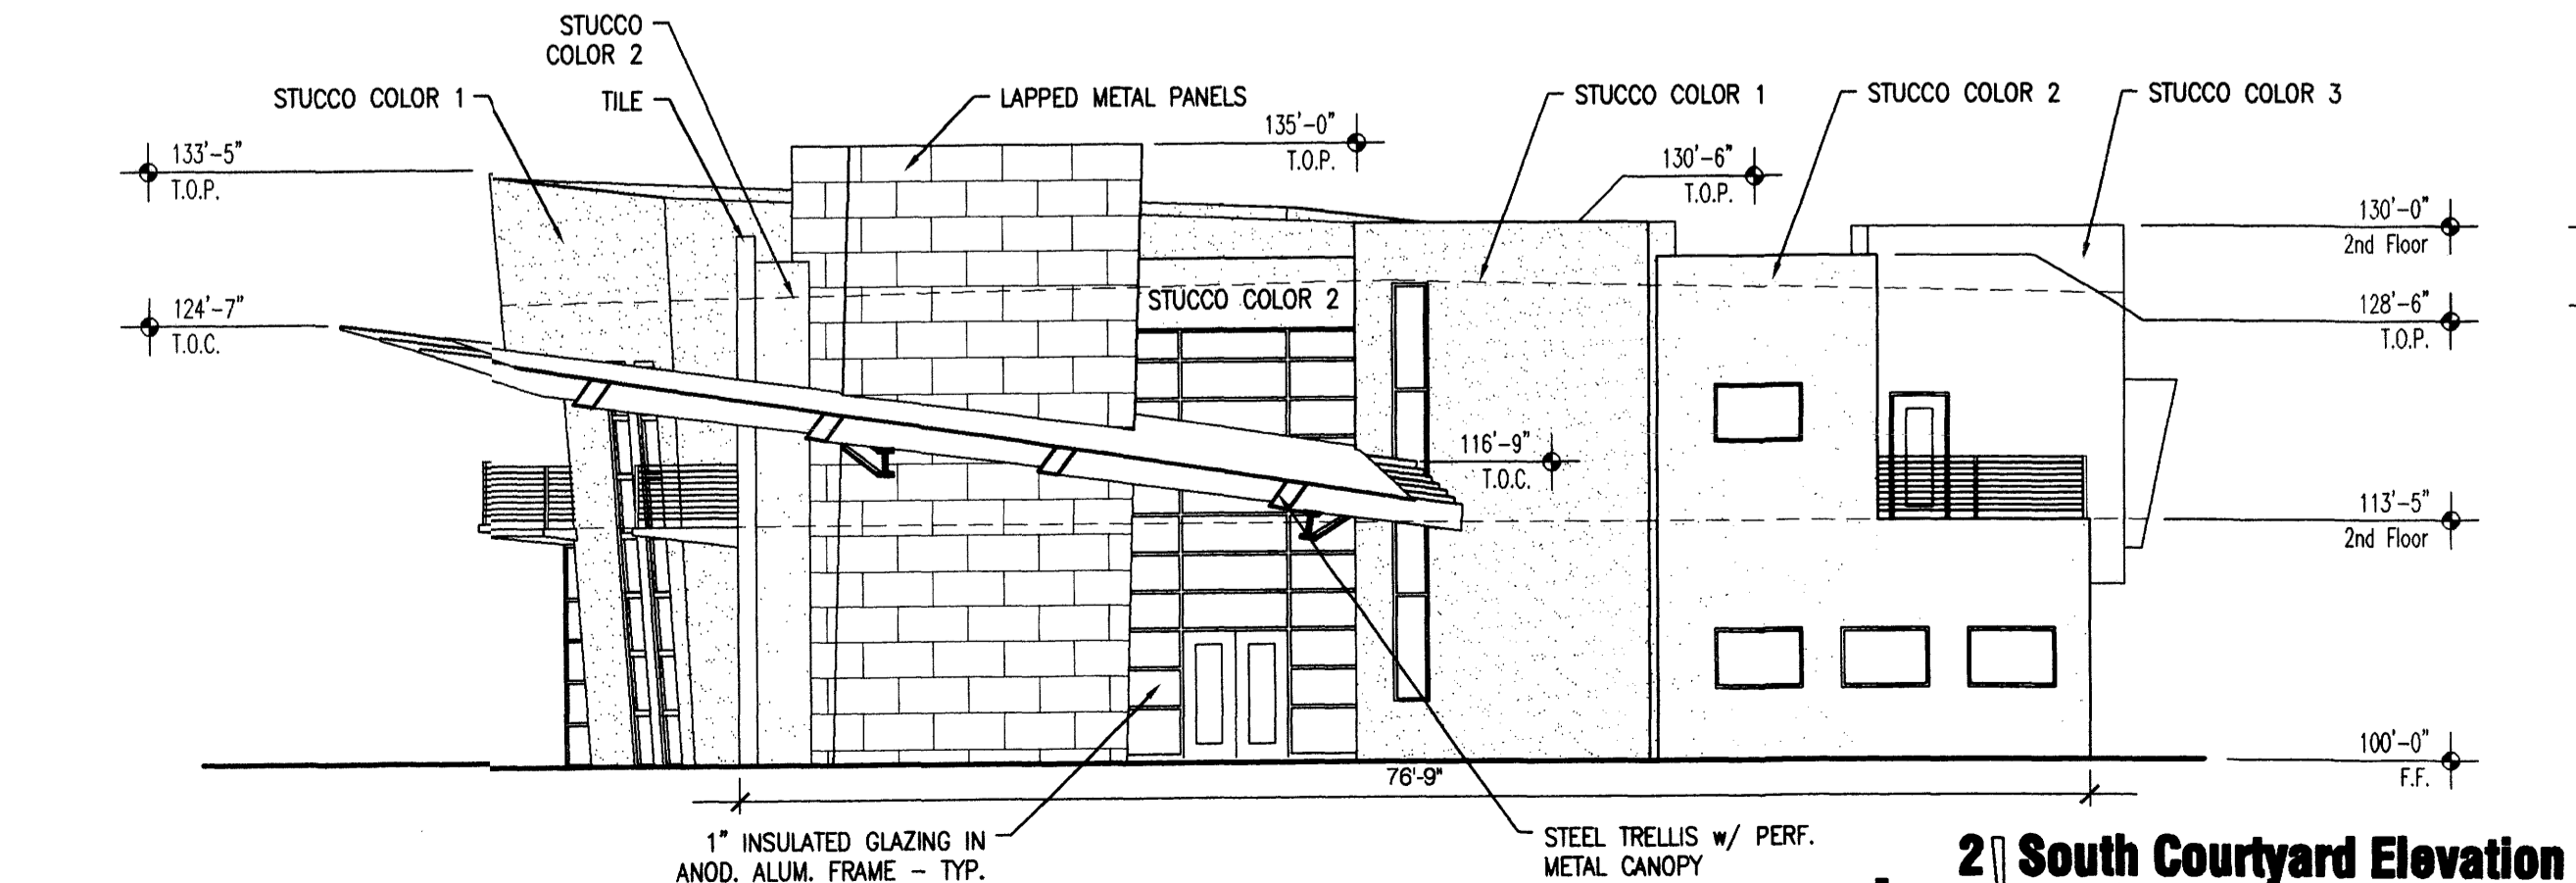 STUCCO
COLOR 2
STUCCO COLOR 1
TILE
LAPPED METAL PANELS
STUCCO COLOR 1
STUCCO COLOR 2
STUCCO COLOR 3
133'-5"
T.O.P.
135'-0"
T.O.P.
130'-6"
T.O.P.
130'-0"
2nd Floor
124'-7"
T.O.C.
STUCCO COLOR 2
128'-6"
T.O.P.
116'-9"
T.O.C.
113'-5"
2nd Floor
100'-0"
F.F.
76'-9"
1" INSULATED GLAZING IN
ANOD. ALUM. FRAME - TYP.
STEEL TRELLIS w/ PERF.
METAL CANOPY
2 South Courtyard Elevation